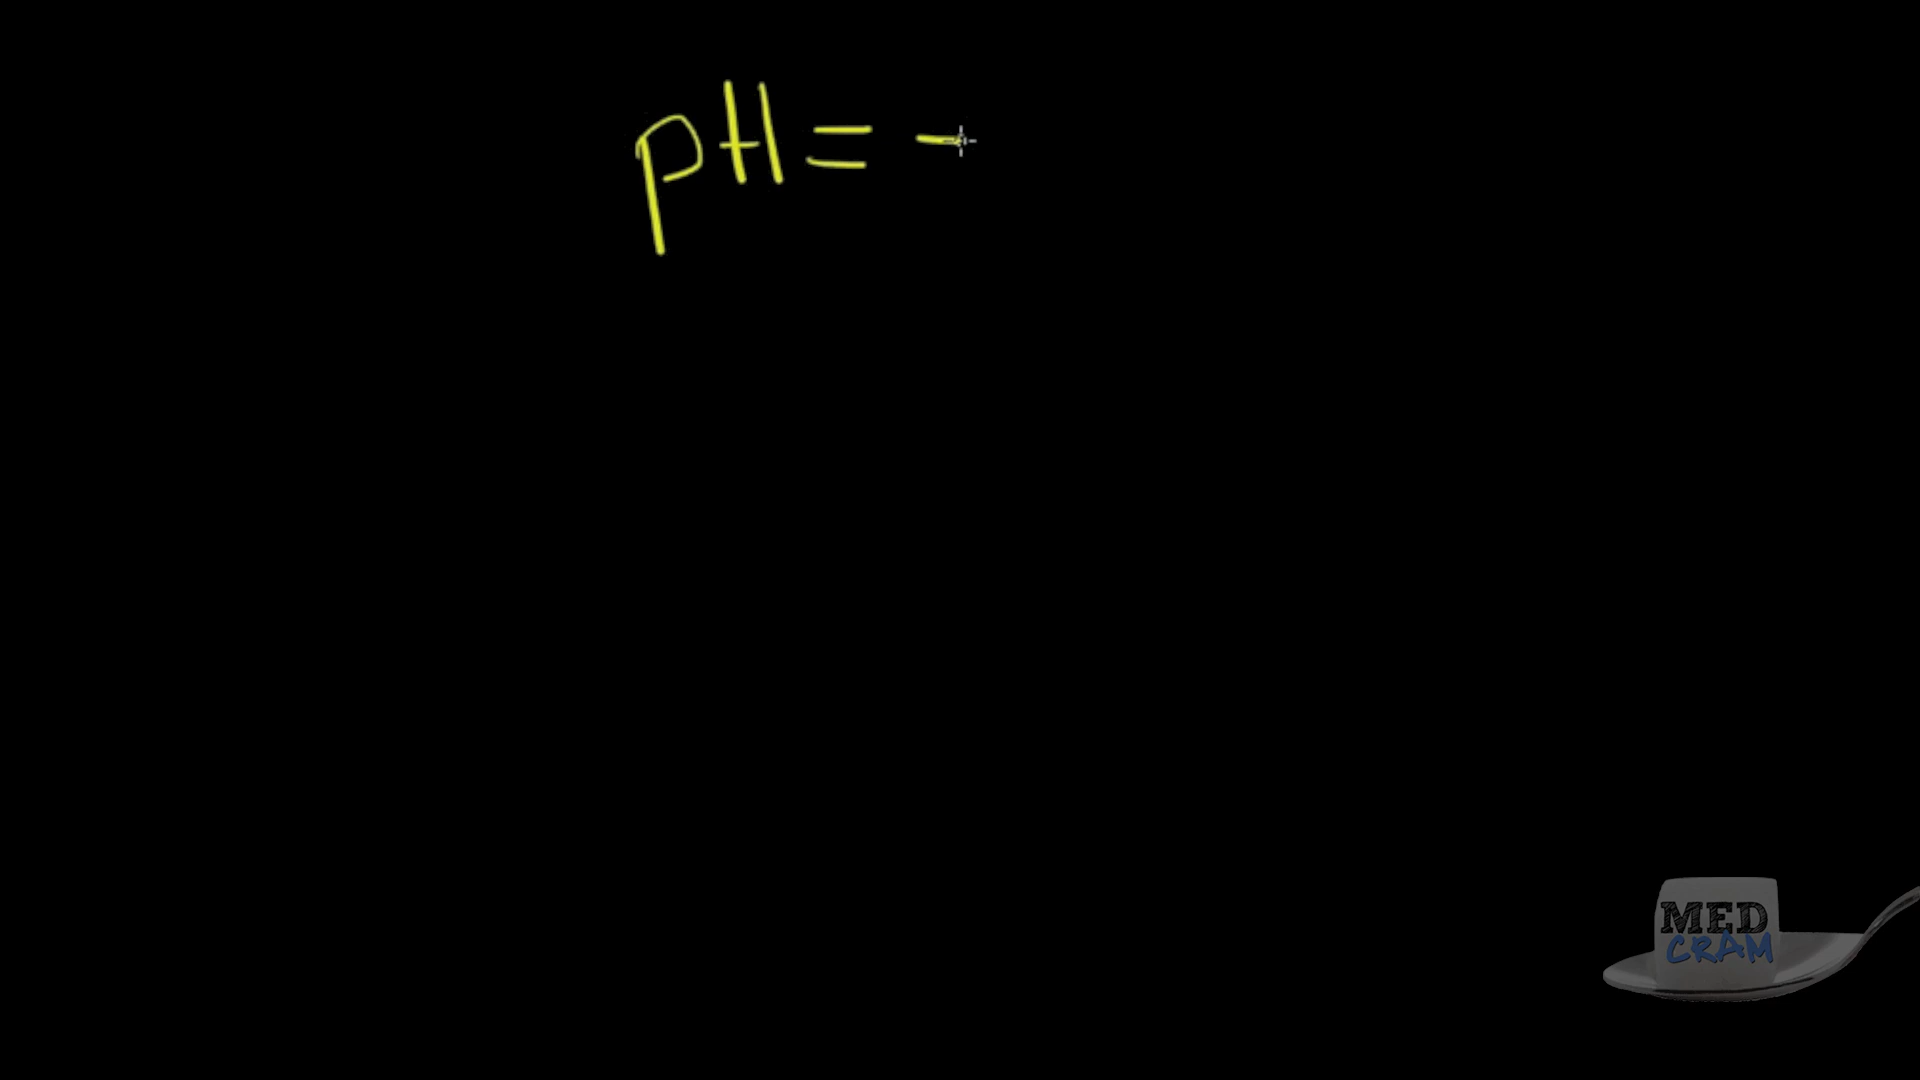 pH = -
MED
CRAM